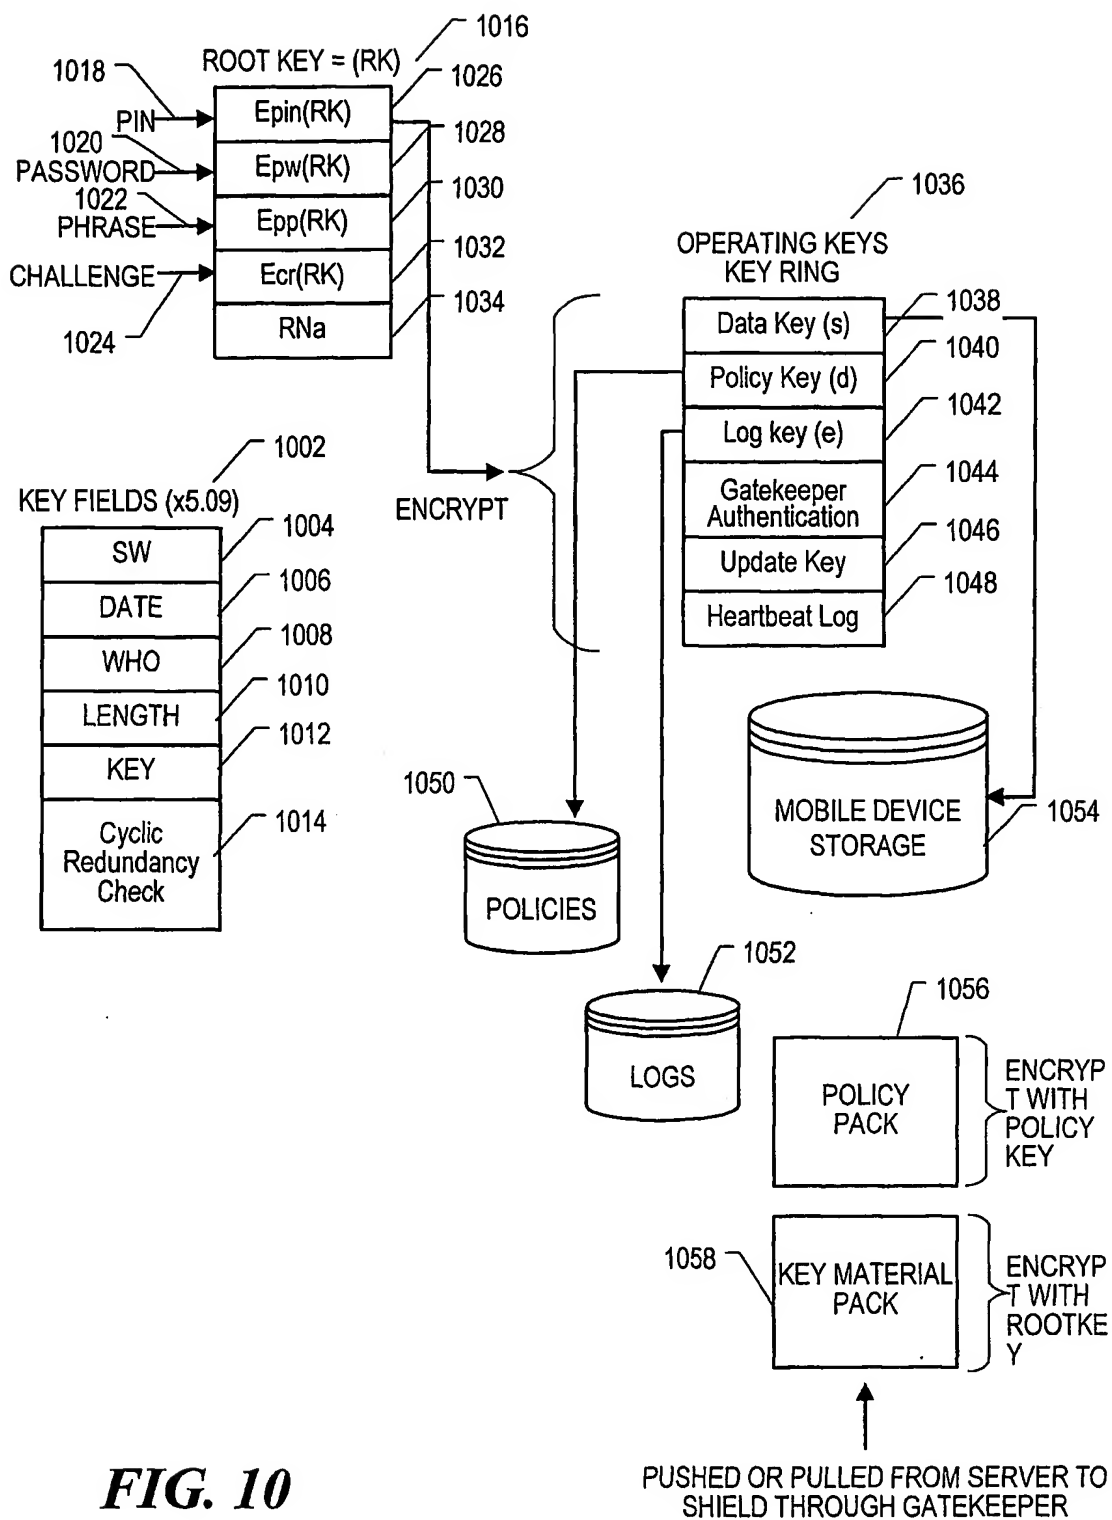 1016
ROOT KEY = (RK)
1018
1026
PIN
Epin(RK)
1028
1020
PASSWORD
Epw(RK)
1030
1022
PHRASE
Epp(RK)
1032
CHALLENGE
Ecr(RK)
1034
1024
RNa
1036
OPERATING KEYS
KEY RING
1038
Data Key (s)
1040
Policy Key (d)
1042
Log key (e)
1044
Gatekeeper
Authentication
1046
Update Key
1048
Heartbeat Log
ENCRYPT
1002
KEY FIELDS (x5.09)
1004
SW
1006
DATE
1008
WHO
1010
LENGTH
1012
KEY
1014
Cyclic
Redundancy
Check
1050
POLICIES
MOBILE DEVICE
STORAGE
1054
1052
LOGS
1056
POLICY
PACK
ENCRYP
T WITH
POLICY
KEY
1058
KEY MATERIAL
PACK
ENCRYP
T WITH
ROOTKE
Y
PUSHED OR PULLED FROM SERVER TO
SHIELD THROUGH GATEKEEPER
FIG. 10